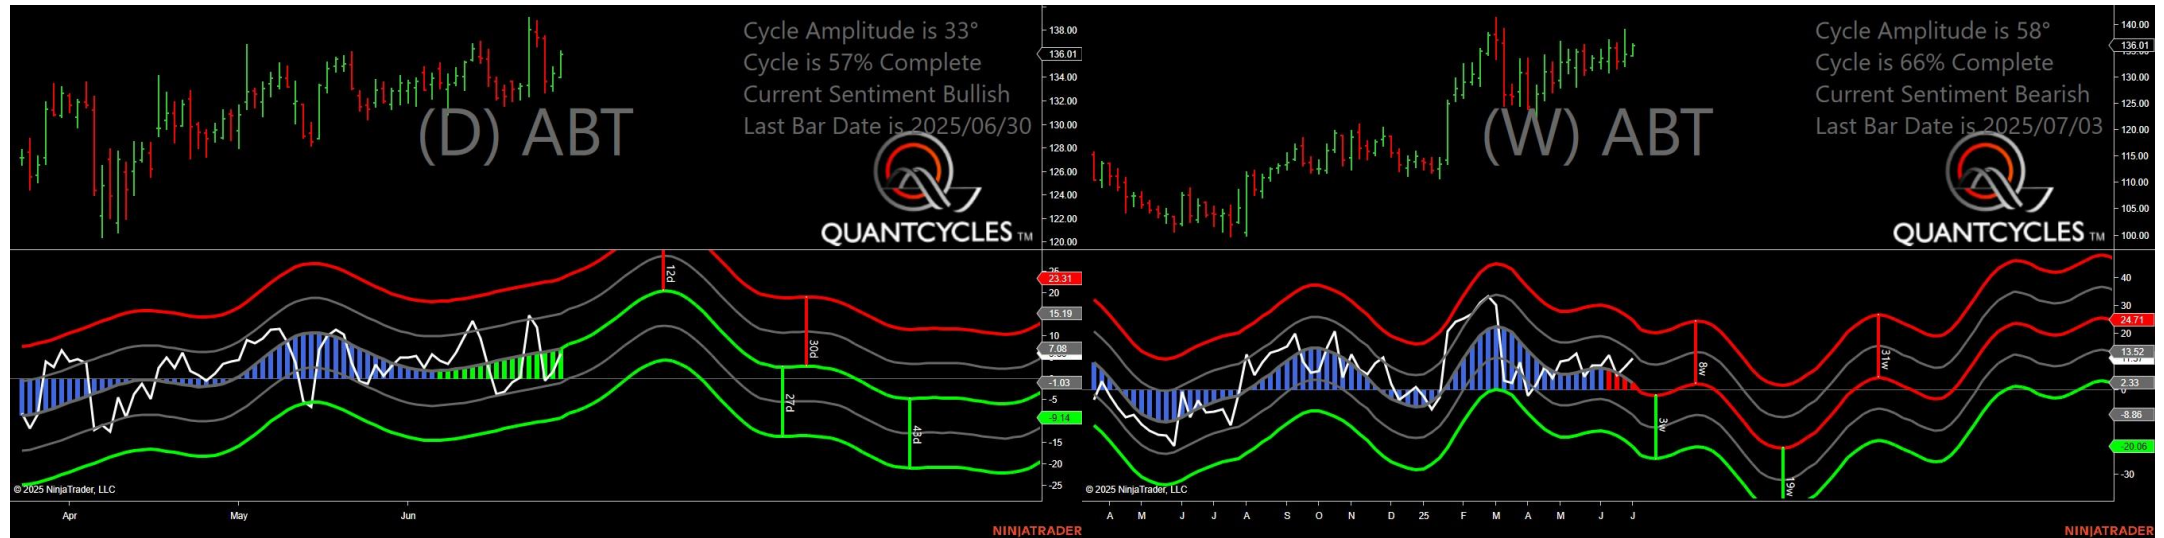 Cycle Amplitude is 33°
Cycle is 57% Complete
Current Sentiment Bullish
Last Bar Date is 2025/06/30
(D) ABT
QUANTCYCLES TM
138.00
136.01
134.00
132.00
130.00
128.00
126.00
124.00
122.00
120.00
23.31
20
15.19
10
7.08
-1.03
-5
-9.14
-15
-20
-25
12d
30d
27d
43d
© 2025 NinjaTrader, LLC
Apr
May
Jun
NINJATRADER
Cycle Amplitude is 58°
Cycle is 66% Complete
Current Sentiment Bearish
Last Bar Date is 2025/07/03
(W) ABT
QUANTCYCLES TM
140.00
136.01
130.00
125.00
120.00
115.00
110.00
105.00
100.00
40
30
24.71
20
13.52
2.33
-8.86
-20.06
-30
8w
31w
3w
19w
© 2025 NinjaTrader, LLC
A M J J A S O N D 25 F M A M J J
NINJATRADER